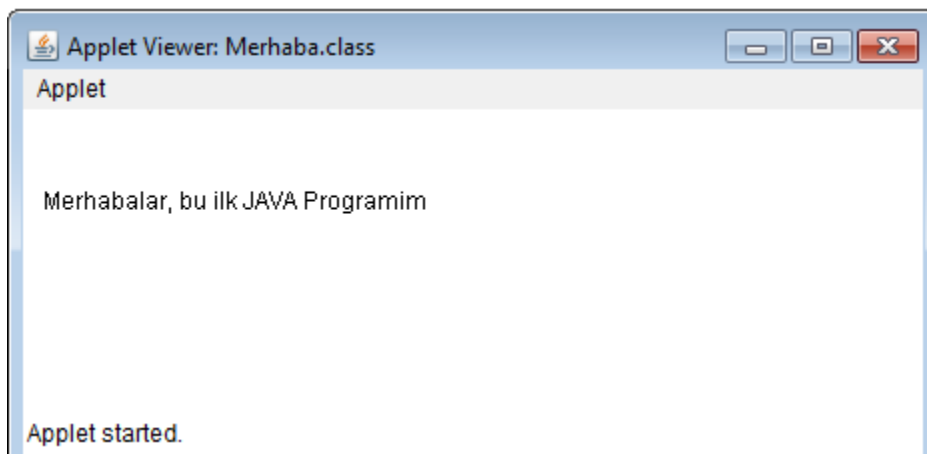 Applet Viewer: Merhaba.class
Applet
Merhabalar, bu ilk JAVA Programim
Applet started.